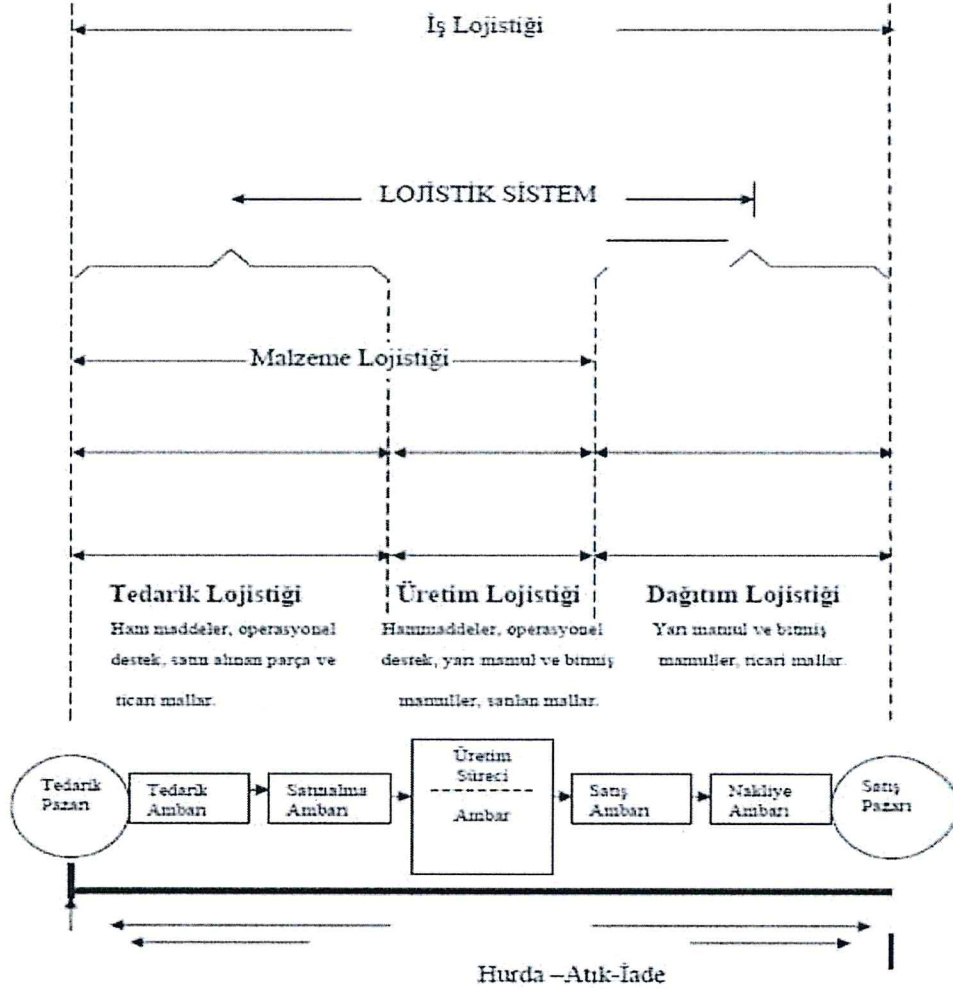 İş Lojistiği
LOJİSTİK SİSTEM
Malzeme Lojistiği
Tedarik Lojistiği
Ham maddeler, operasyonel
destek, satın alınan parça ve
ticari mallar.
Üretim Lojistiği
Hammaddeler, operasyonel
destek, yarı mamul ve bitmiş
mamuller, satılan mallar.
Dağıtım Lojistiği
Yarı mamul ve bitmiş
mamuller, ticari mallar.
Tedarik
Pazarı
Tedarik
Ambarı
Satınalma
Ambarı
Üretim
Süreci
Ambar
Satış
Ambarı
Nakliye
Ambarı
Satış
Pazarı
Hurda –Atık-İade